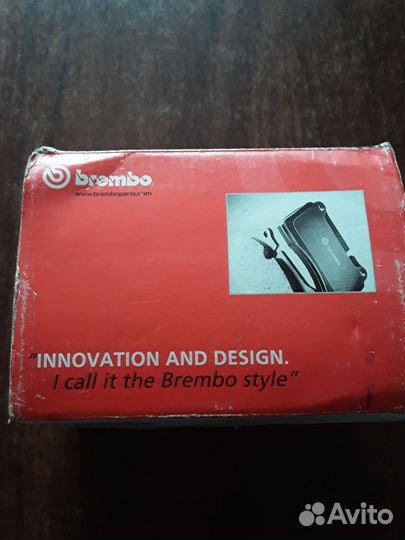 brembo
www.bremboparts.com
"INNOVATION AND DESIGN.
I call it the Brembo style"
Avito